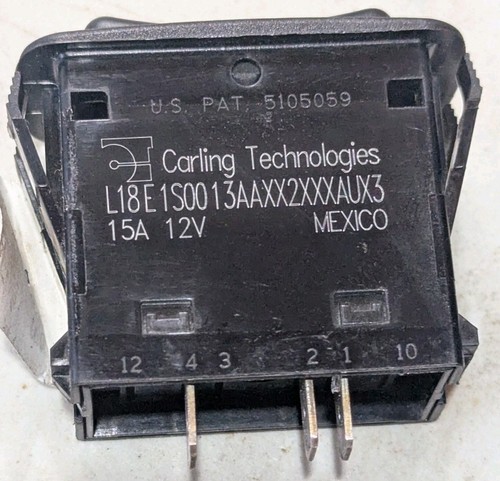 U.S. PAT. 5105059
Carling Technologies
L18E1S0013AAXX2XXXAUX3
15A 12V MEXICO
12 4 3 2 1 10